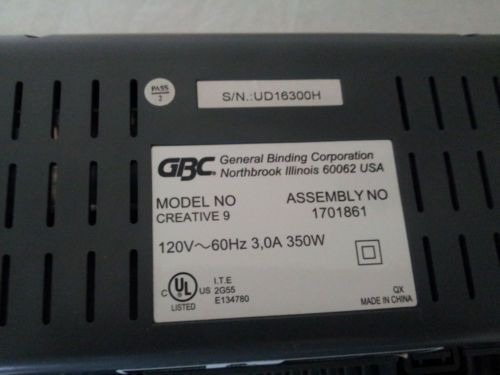 PASS
2
S/N.:UD16300H
GBC General Binding Corporation
Northbrook Illinois 60062 USA
MODEL NO
CREATIVE 9
ASSEMBLY NO
1701861
120V～60Hz 3,0A 350W
C UL US
LISTED
I.T.E
2G55
E134780
QX
MADE IN CHINA